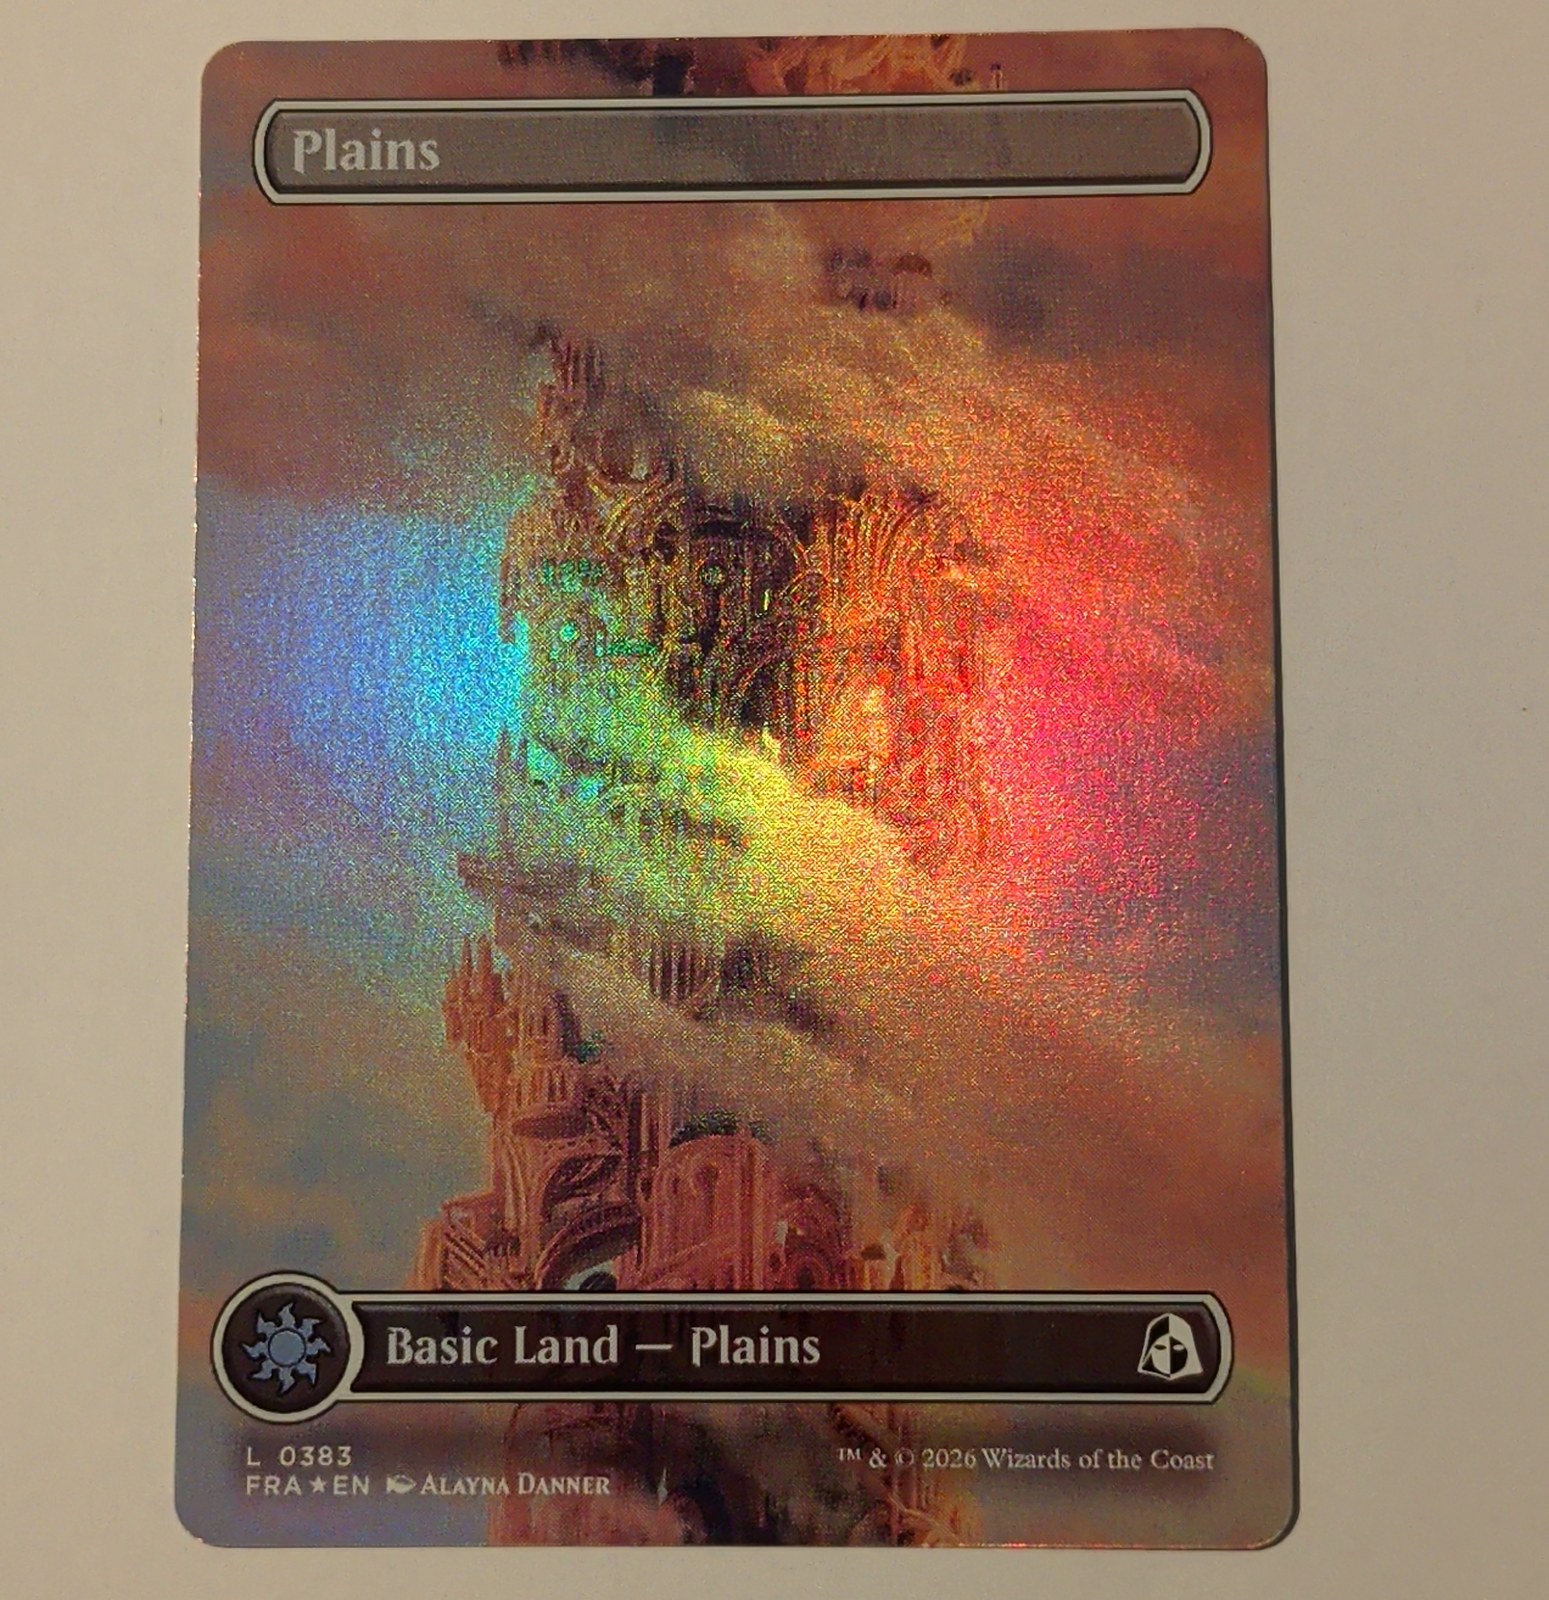 Plains
Basic Land — Plains
L 0383
FRA★EN ALAYNA DANNER
™ & © 2026 Wizards of the Coast